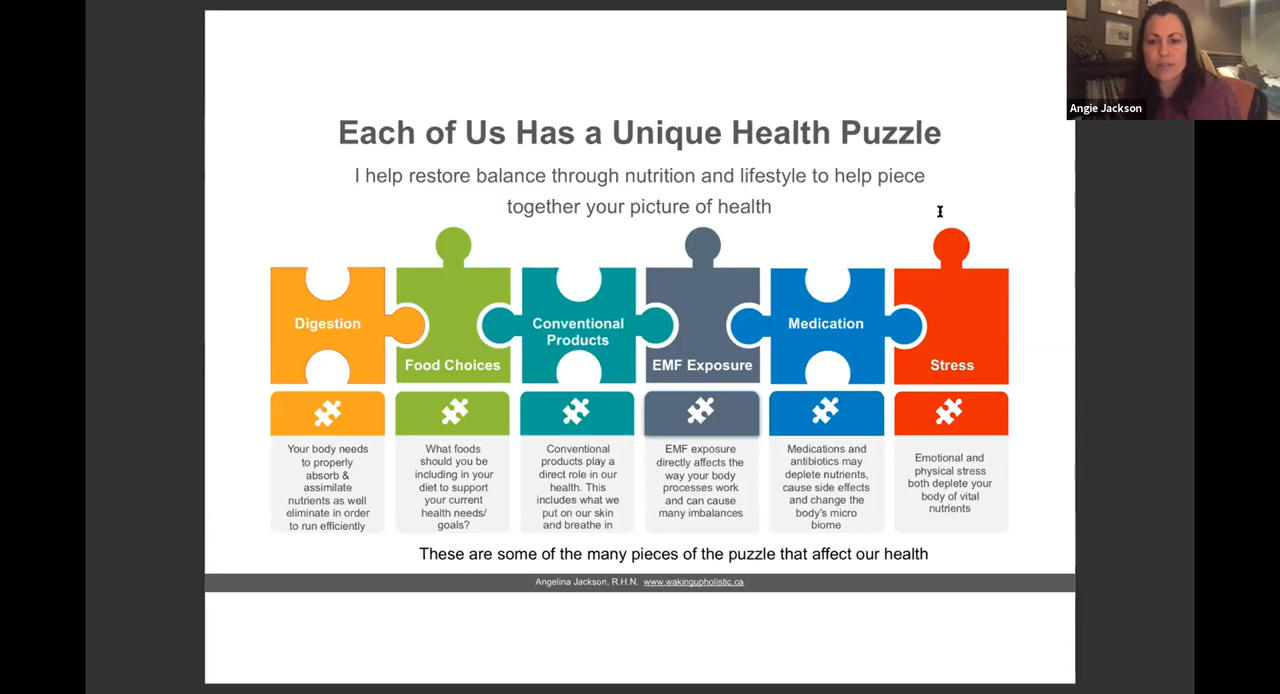 Angie Jackson
Each of Us Has a Unique Health Puzzle
I help restore balance through nutrition and lifestyle to help piece
together your picture of health
Digestion
Food Choices
Conventional
Products
EMF Exposure
Medication
Stress
Your body needs
to properly
absorb &
assimilate
nutrients as well
eliminate in order
to run efficiently
What foods
should you be
including in your
diet to support
your current
health needs/
goals?
Conventional
products play a
direct role in our
health. This
includes what we
put on our skin
and breathe in
EMF exposure
directly affects the
way your body
processes work
and can cause
many imbalances
Medications and
antibiotics may
deplete nutrients,
cause side effects
and change the
body's micro
biome
Emotional and
physical stress
both deplete your
body of vital
nutrients
These are some of the many pieces of the puzzle that affect our health
Angelina Jackson, R.H.N. www.wakingupholistic.ca